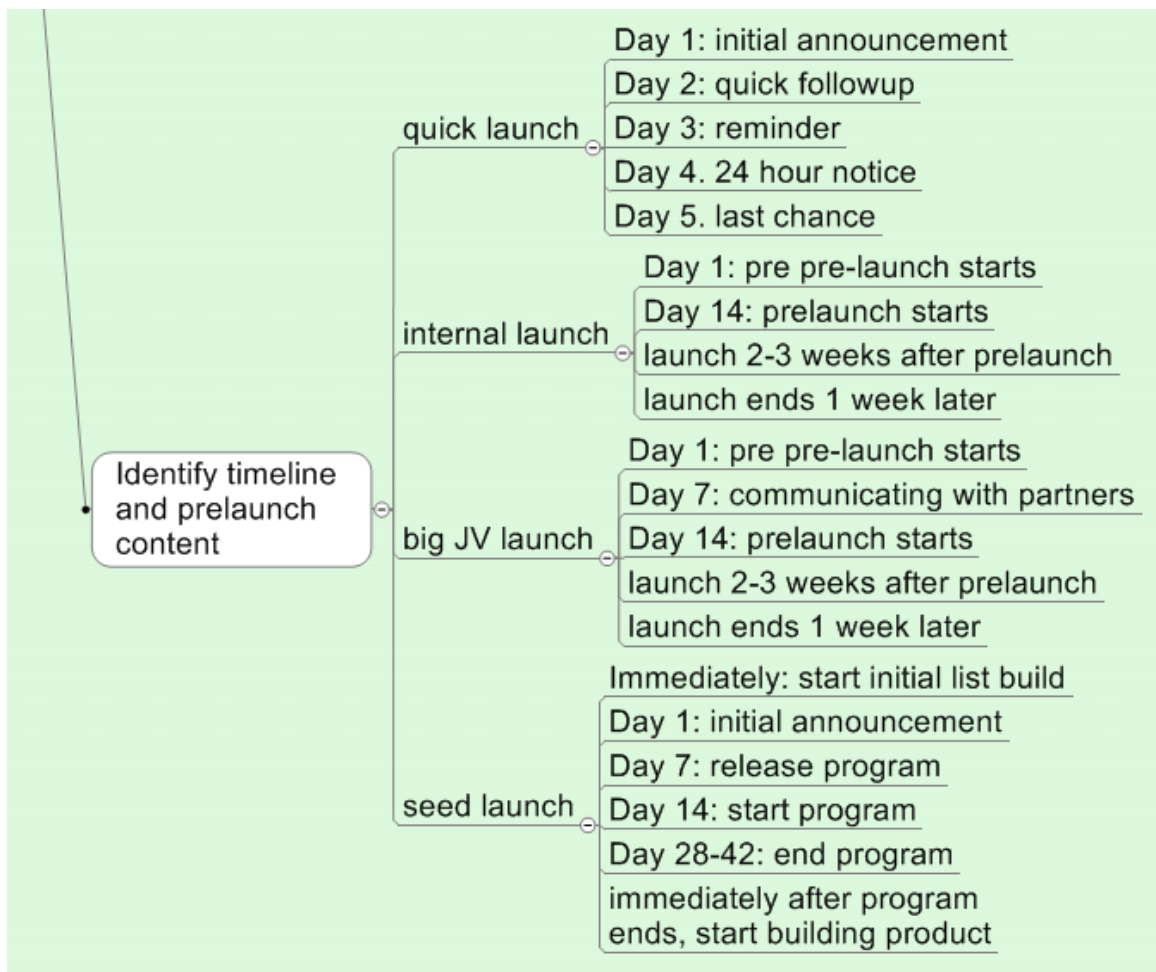 Identify timeline
and prelaunch
content
quick launch
Day 1: initial announcement
Day 2: quick followup
Day 3: reminder
Day 4. 24 hour notice
Day 5. last chance
internal launch
Day 1: pre pre-launch starts
Day 14: prelaunch starts
launch 2-3 weeks after prelaunch
launch ends 1 week later
big JV launch
Day 1: pre pre-launch starts
Day 7: communicating with partners
Day 14: prelaunch starts
launch 2-3 weeks after prelaunch
launch ends 1 week later
seed launch
Immediately: start initial list build
Day 1: initial announcement
Day 7: release program
Day 14: start program
Day 28-42: end program
immediately after program
ends, start building product